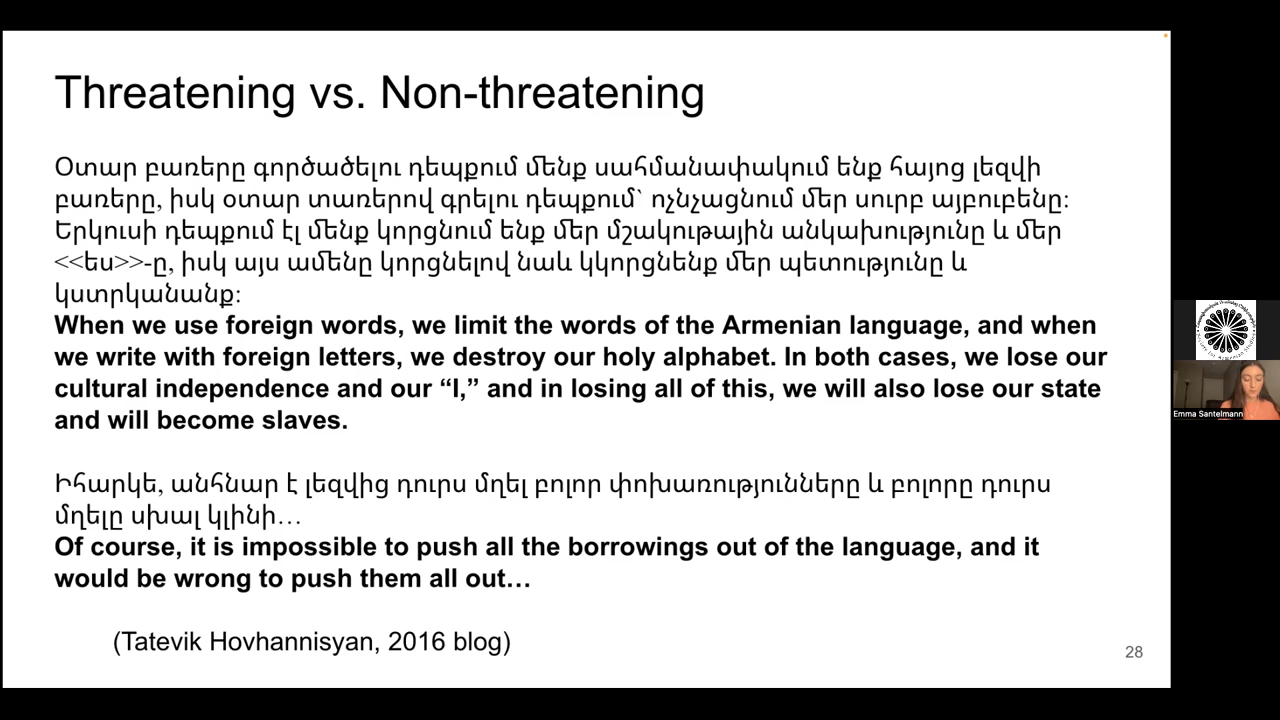 Threatening vs. Non-threatening
Օտար բառերը գործածելու դեպքում մենք սահմանափակում ենք հայոց լեզվի
բառերը, իսկ օտար տառերով գրելու դեպքում` ոչնչացնում մեր սուրբ այբուբենը:
Երկուսի դեպքում էլ մենք կորցնում ենք մեր մշակութային անկախությունը և մեր
<<ես>>-ը, իսկ այս ամենը կորցնելով նաև կկորցնենք մեր պետությունը և
կստրկանանք:
When we use foreign words, we limit the words of the Armenian language, and when
we write with foreign letters, we destroy our holy alphabet. In both cases, we lose our
cultural independence and our “I,” and in losing all of this, we will also lose our state
and will become slaves.
Իհարկե, անհնար է լեզվից դուրս մղել բոլոր փոխառությունները և բոլորը դուրս
մղելը սխալ կլինի…
Of course, it is impossible to push all the borrowings out of the language, and it
would be wrong to push them all out…
(Tatevik Hovhannisyan, 2016 blog)
28
Emma Santelmann